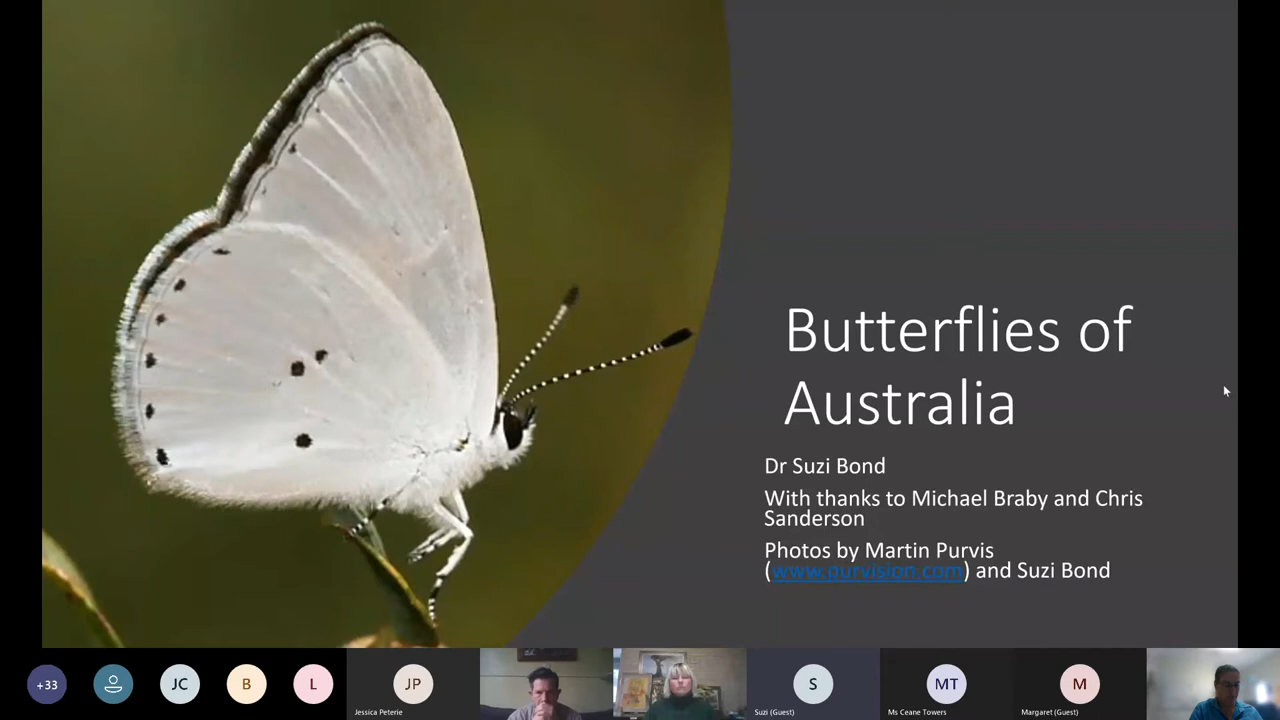 Butterflies of
Australia
Dr Suzi Bond
With thanks to Michael Braby and Chris
Sanderson
Photos by Martin Purvis
(www.purvision.com) and Suzi Bond
+33
JC
B
L
JP
S
MT
M
Jessica Peterie
Suzi (Guest)
Ms Ceane Towers
Margaret (Guest)